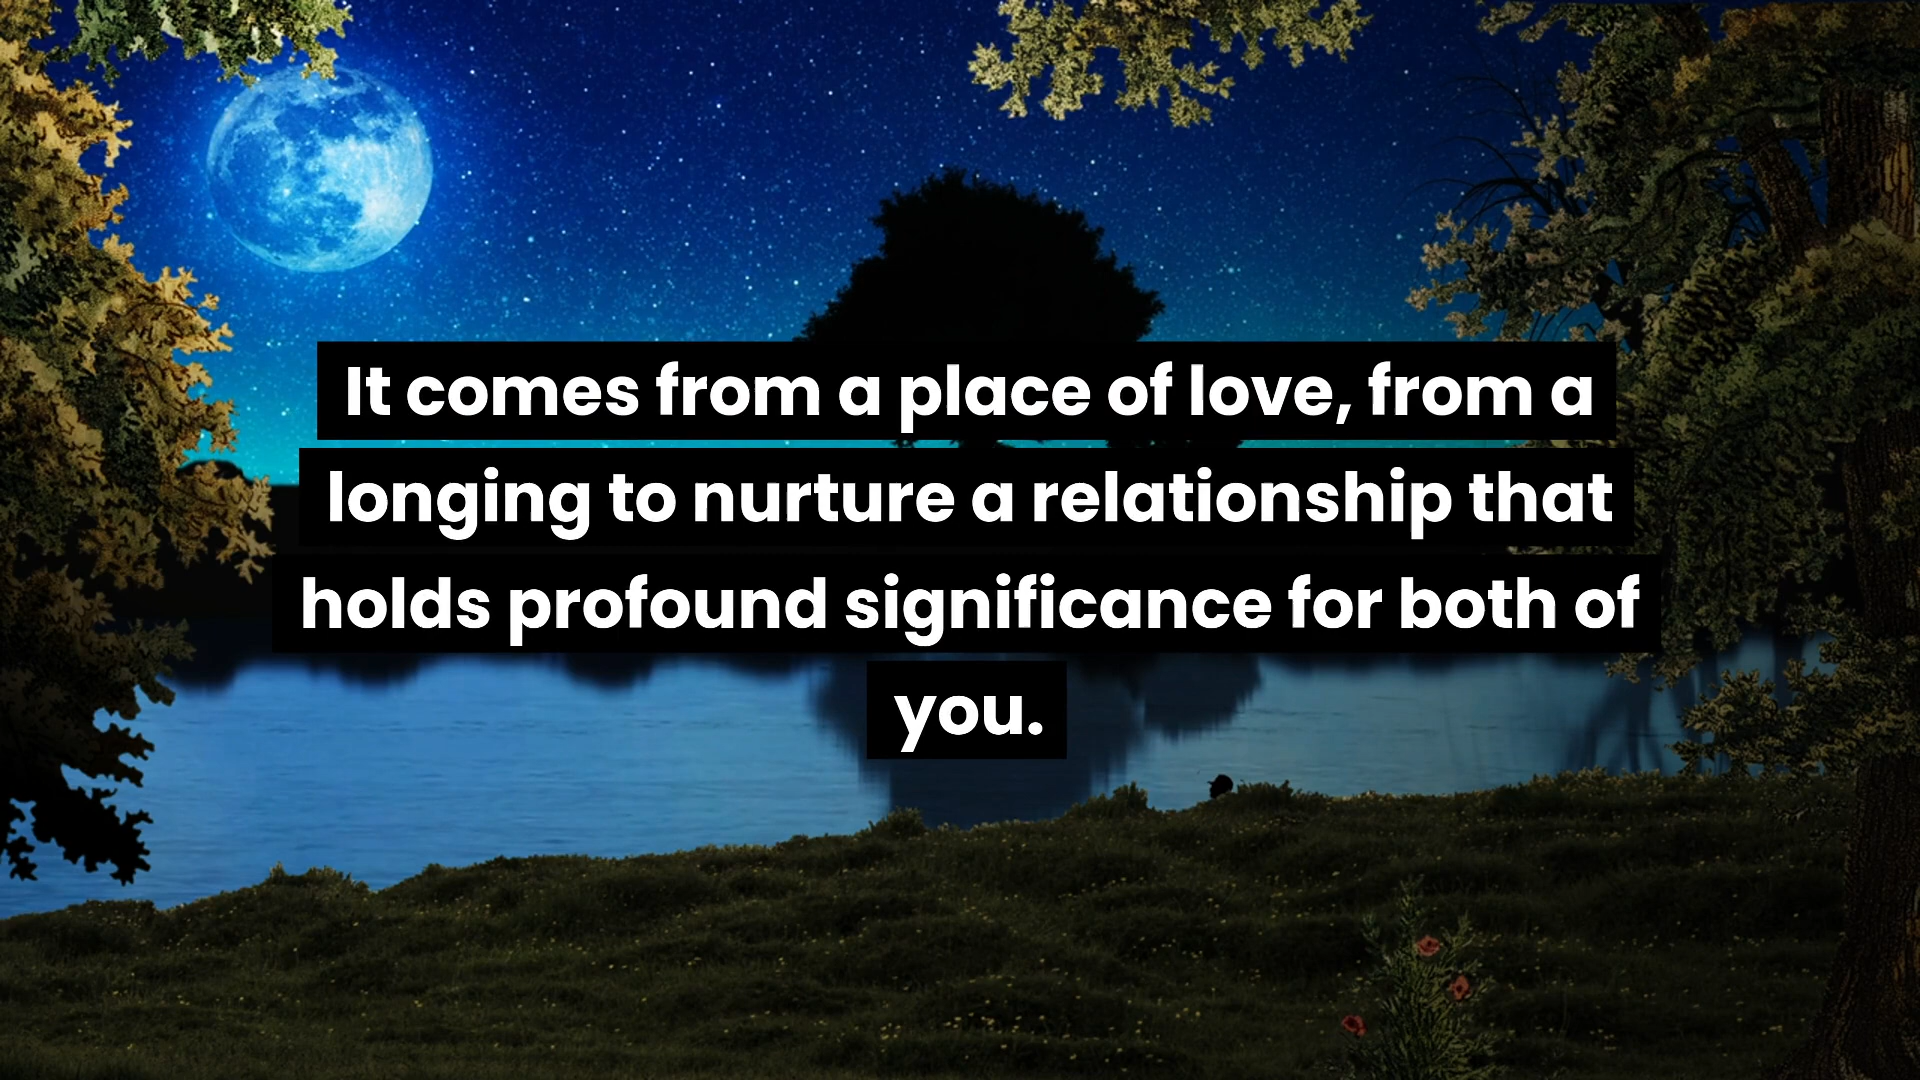 It comes from a place of love, from a
longing to nurture a relationship that
holds profound significance for both of
you.